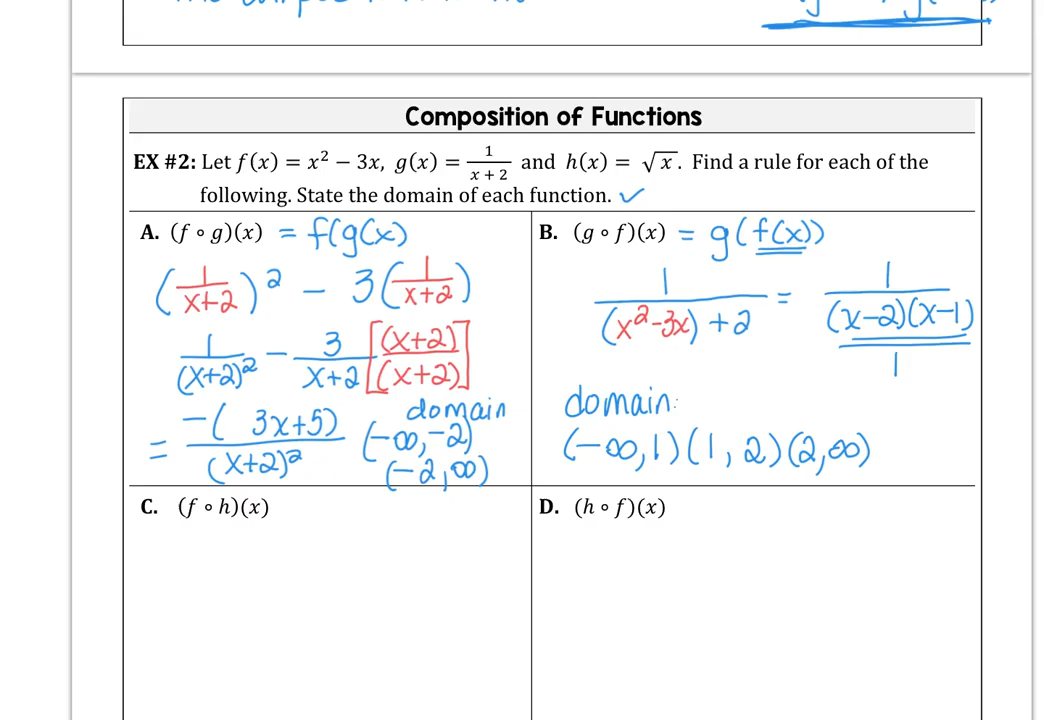 Composition of Functions
EX #2: Let f(x) = x² − 3x, g(x) = 1/(x + 2) and h(x) = √x. Find a rule for each of the
following. State the domain of each function. ✓
A. (f ∘ g)(x) = f(g(x)
(1/(x+2))² − 3(1/(x+2))
1/(x+2)² − 3/(x+2) [(x+2)/(x+2)]
= −(3x+5)/(x+2)²
domain
(−∞, −2)
(−2, ∞)
B. (g ∘ f)(x) = g(f(x))
1/((x²−3x)+2) = 1/((x−2)(x−1))
1
domain:
(−∞, 1)(1, 2)(2, ∞)
C. (f ∘ h)(x)
D. (h ∘ f)(x)